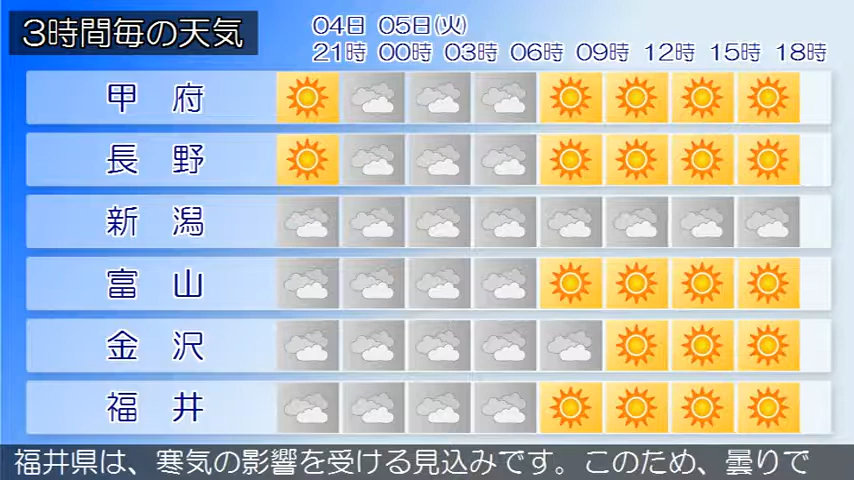 3時間毎の天気
04日 05日(火)
21時 00時 03時 06時 09時 12時 15時 18時
甲 府
長 野
新 潟
富 山
金 沢
福 井
福井県は、寒気の影響を受ける見込みです。このため、曇りで